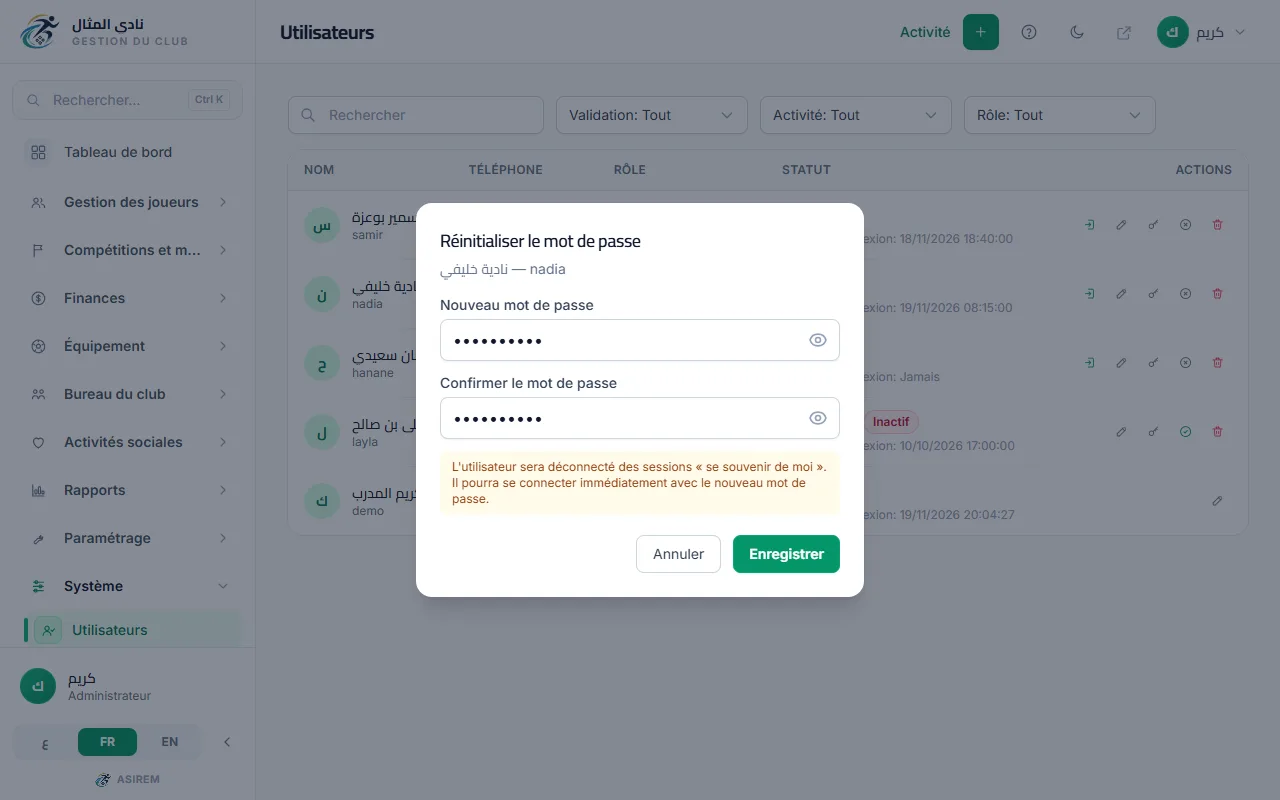 نادي المثال
GESTION DU CLUB
Utilisateurs
Activité
+
ك
كريم
Rechercher...
Ctrl K
Tableau de bord
Gestion des joueurs
Compétitions et m...
Finances
Équipement
Bureau du club
Activités sociales
Rapports
Paramétrage
Système
Utilisateurs
ك
كريم
Administrateur
ع
FR
EN
ASIREM
Rechercher
Validation: Tout
Activité: Tout
Rôle: Tout
NOM
TÉLÉPHONE
RÔLE
STATUT
ACTIONS
س
سمير بوعزة
samir
exion: 18/11/2026 18:40:00
ن
nadia
exion: 19/11/2026 08:15:00
ح
hanane
exion: Jamais
ل
layla
Inactif
exion: 10/10/2026 17:00:00
ك
كريم المدرب
demo
exion: 19/11/2026 20:04:27
Réinitialiser le mot de passe
نادية خليفي — nadia
Nouveau mot de passe
••••••••••
Confirmer le mot de passe
••••••••••
L'utilisateur sera déconnecté des sessions « se souvenir de moi ».
Il pourra se connecter immédiatement avec le nouveau mot de
passe.
Annuler
Enregistrer